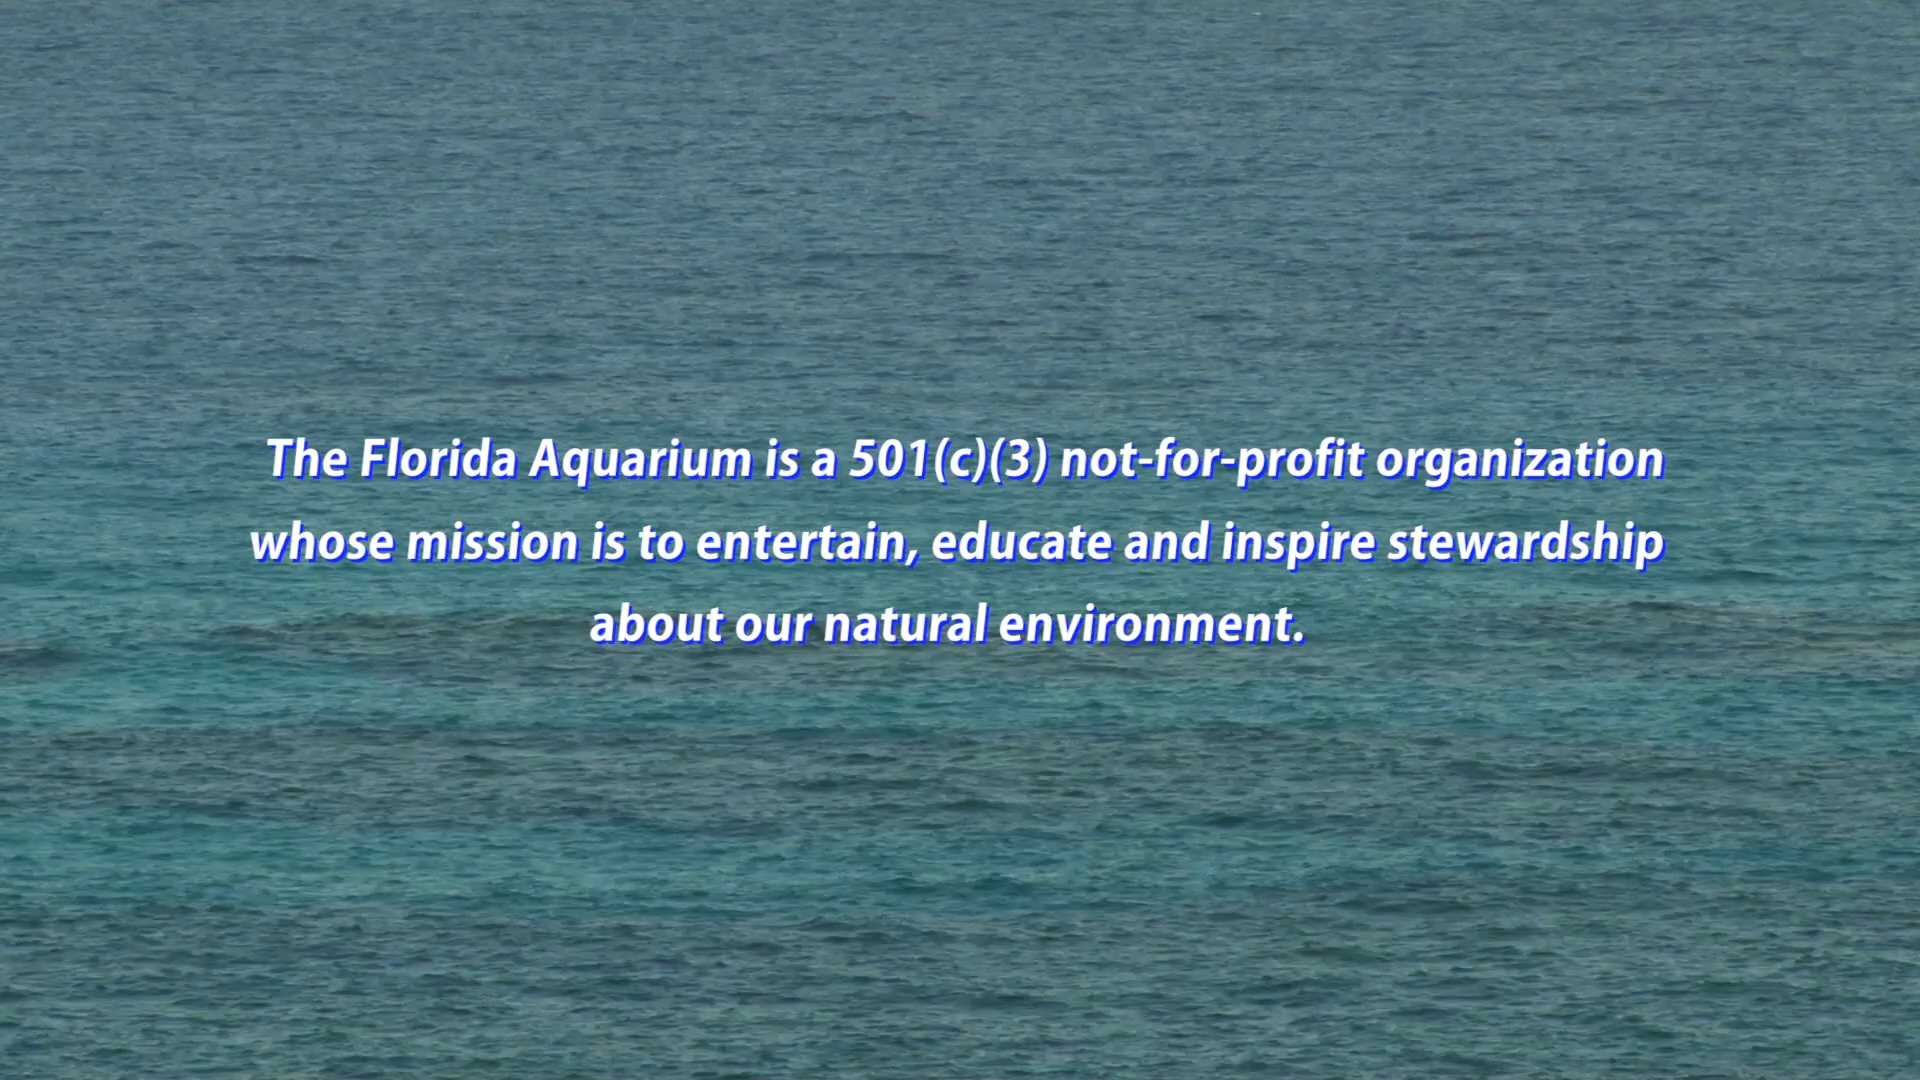 The Florida Aquarium is a 501(c)(3) not-for-profit organization
whose mission is to entertain, educate and inspire stewardship
about our natural environment.